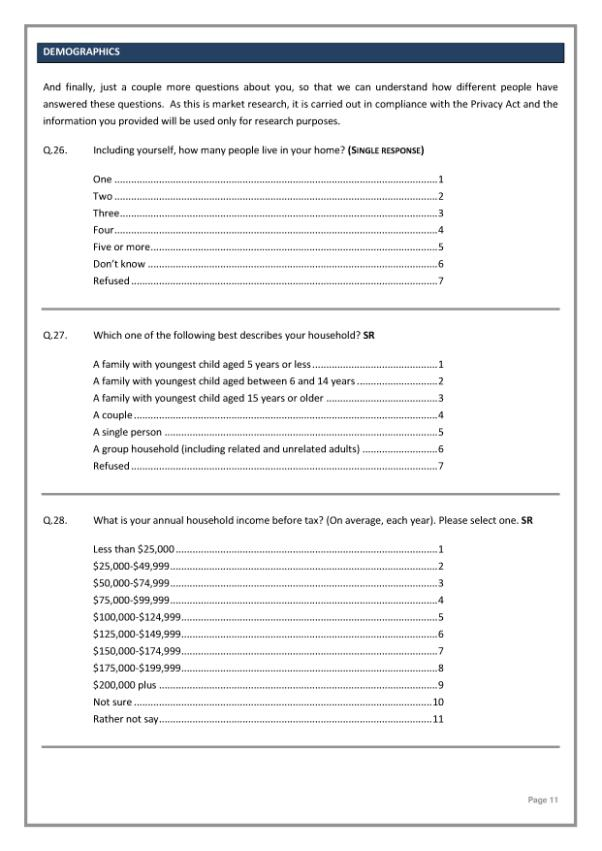 DEMOGRAPHICS
And finally, just a couple more questions about you, so that we can understand how different people have
answered these questions. As this is market research, it is carried out in compliance with the Privacy Act and the
information you provided will be used only for research purposes.
Q.26. Including yourself, how many people live in your home? (SINGLE RESPONSE)
One ........................................................................................................1
Two ........................................................................................................2
Three......................................................................................................3
Four........................................................................................................4
Five or more...........................................................................................5
Don't know ............................................................................................6
Refused ..................................................................................................7
Q.27. Which one of the following best describes your household? SR
A family with youngest child aged 5 years or less...........................................1
A family with youngest child aged between 6 and 14 years ...........................2
A family with youngest child aged 15 years or older ......................................3
A couple .................................................................................................4
A single person ......................................................................................5
A group household (including related and unrelated adults) .........................6
Refused ..................................................................................................7
Q.28. What is your annual household income before tax? (On average, each year). Please select one. SR
Less than $25,000...................................................................................1
$25,000-$49,999.....................................................................................2
$50,000-$74,999.....................................................................................3
$75,000-$99,999.....................................................................................4
$100,000-$124,999.................................................................................5
$125,000-$149,999.................................................................................6
$150,000-$174,999.................................................................................7
$175,000-$199,999.................................................................................8
$200,000 plus .........................................................................................9
Not sure ................................................................................................10
Rather not say.......................................................................................11
Page 11